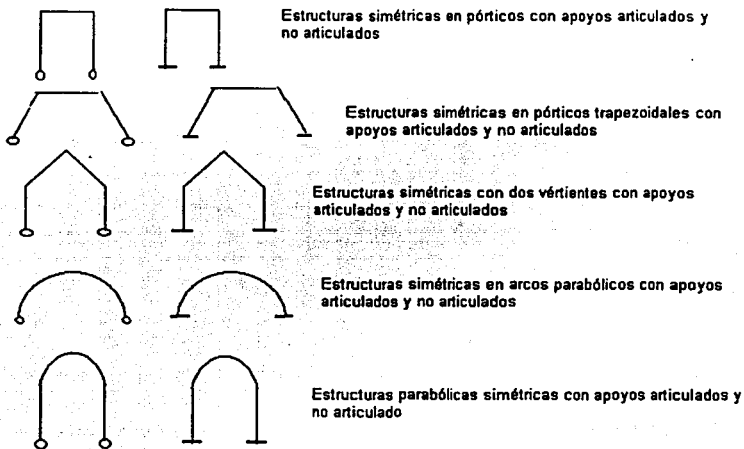 Estructuras simétricas en pórticos con apoyos articulados y
no articulados
Estructuras simétricas en pórticos trapezoidales con
apoyos articulados y no articulados
Estructuras simétricas con dos vértientes con apoyos
articulados y no articulados
Estructuras simétricas en arcos parabólicos con apoyos
articulados y no articulados
Estructuras parabólicas simétricas con apoyos articulados y
no articulado